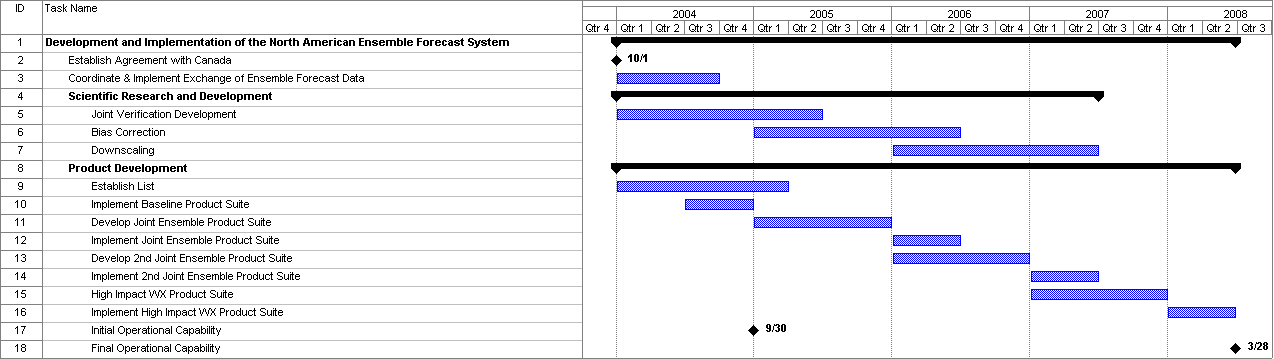 ID Task Name 2004 2005 2006 2007 2008
Qtr 4 Qtr 1 Qtr 2 Qtr 3 Qtr 4 Qtr 1 Qtr 2 Qtr 3 Qtr 4 Qtr 1 Qtr 2 Qtr 3 Qtr 4 Qtr 1 Qtr 2 Qtr 3 Qtr 4 Qtr 1 Qtr 2 Qtr 3
1 Development and Implementation of the North American Ensemble Forecast System
2 Establish Agreement with Canada 10/1
3 Coordinate & Implement Exchange of Ensemble Forecast Data
4 Scientific Research and Development
5 Joint Verification Development
6 Bias Correction
7 Downscaling
8 Product Development
9 Establish List
10 Implement Baseline Product Suite
11 Develop Joint Ensemble Product Suite
12 Implement Joint Ensemble Product Suite
13 Develop 2nd Joint Ensemble Product Suite
14 Implement 2nd Joint Ensemble Product Suite
15 High Impact WX Product Suite
16 Implement High Impact WX Product Suite
17 Initial Operational Capability 9/30
18 Final Operational Capability 3/28